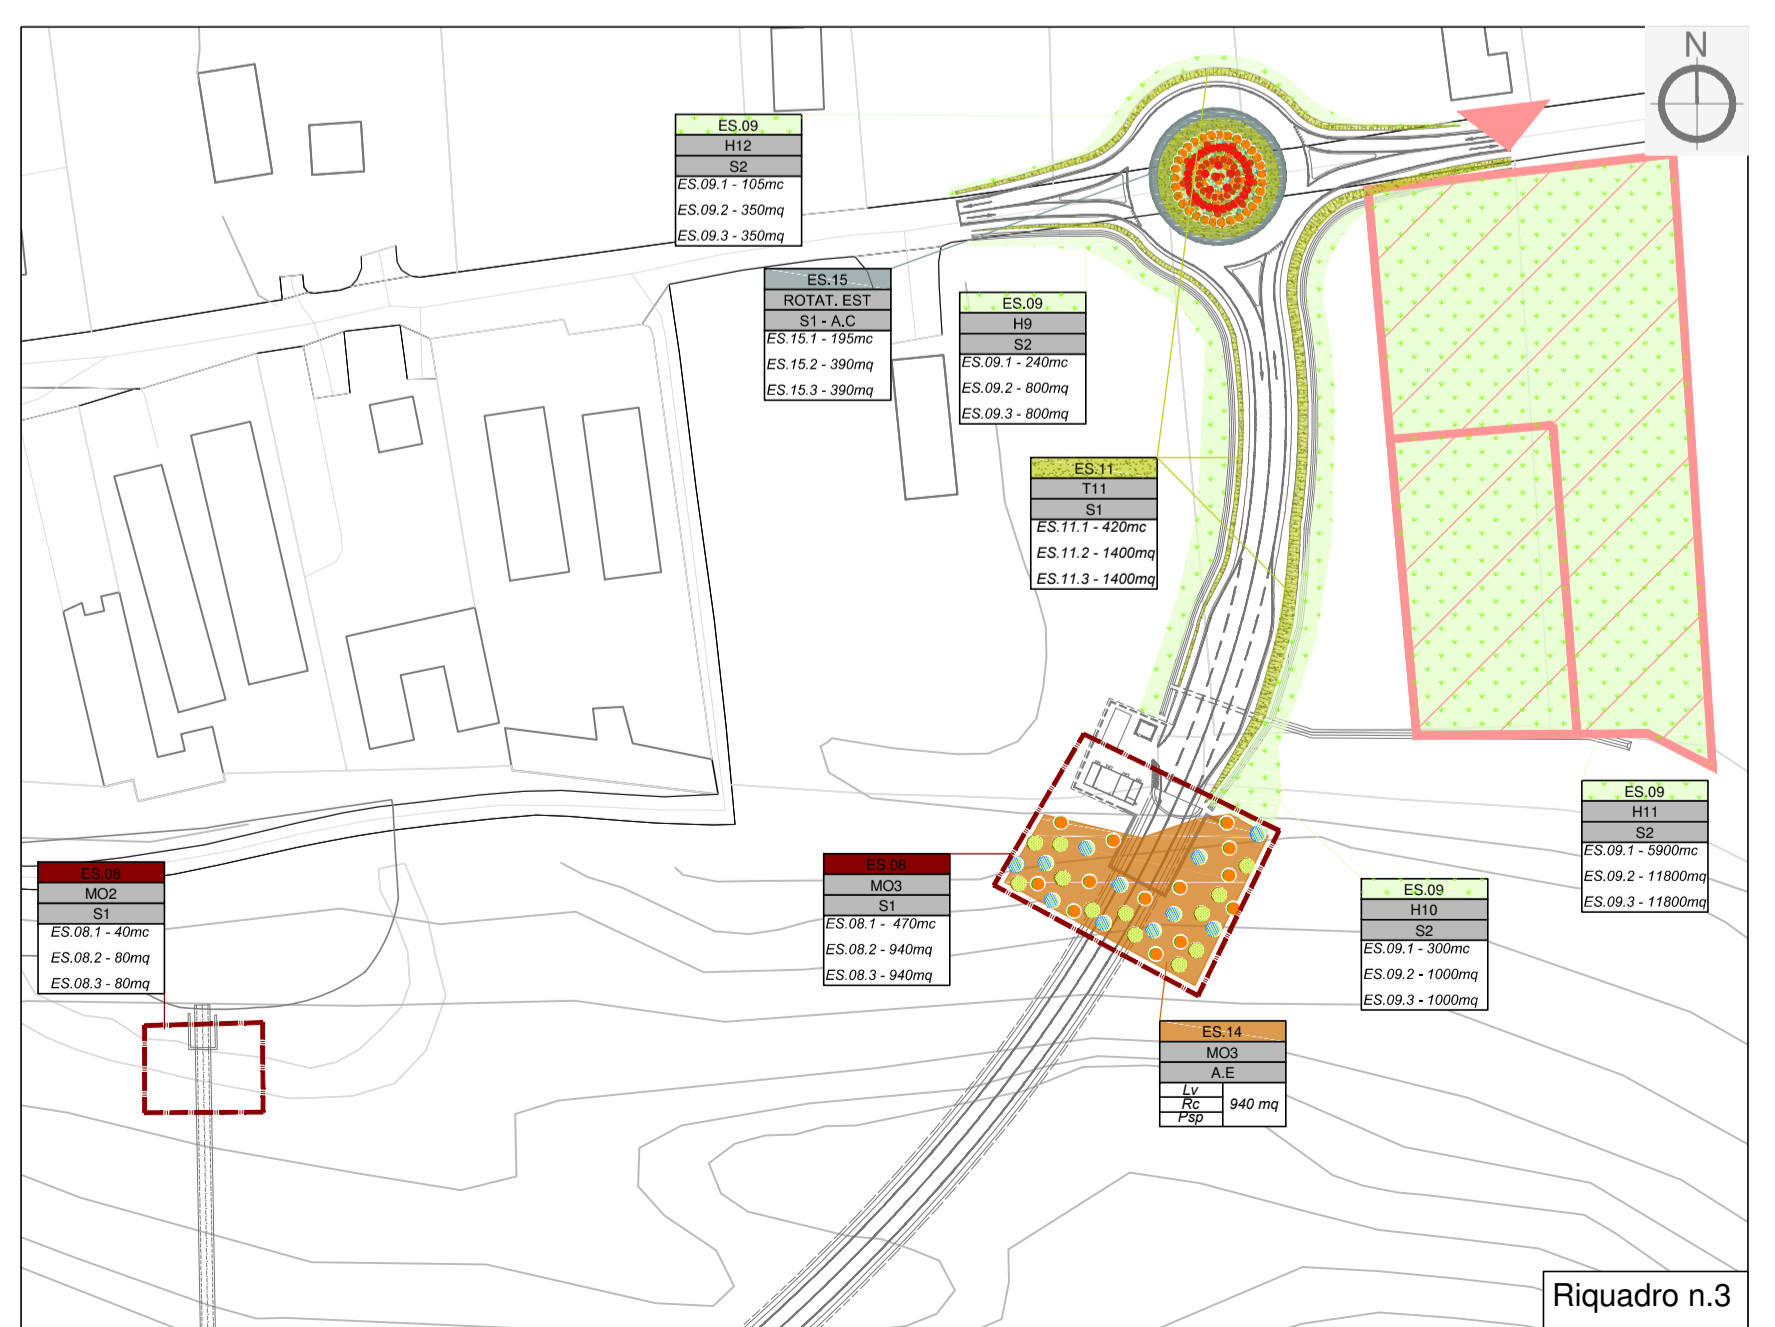 N
ES.09
H12
S2
ES.09.1 - 105mc
ES.09.2 - 350mq
ES.09.3 - 350mq
ES.15
ROTAT. EST
S1 - A.C
ES.15.1 - 195mc
ES.15.2 - 390mq
ES.15.3 - 390mq
ES.09
H9
S2
ES.09.1 - 240mc
ES.09.2 - 800mq
ES.09.3 - 800mq
ES.11
T11
S1
ES.11.1 - 420mc
ES.11.2 - 1400mq
ES.11.3 - 1400mq
ES.09
H11
S2
ES.09.1 - 5900mc
ES.09.2 - 11800mq
ES.09.3 - 11800mq
ES.08
MO2
S1
ES.08.1 - 40mc
ES.08.2 - 80mq
ES.08.3 - 80mq
ES.08
MO3
S1
ES.08.1 - 470mc
ES.08.2 - 940mq
ES.08.3 - 940mq
ES.09
H10
S2
ES.09.1 - 300mc
ES.09.2 - 1000mq
ES.09.3 - 1000mq
ES.14
MO3
A.E
Lv
Rc 940 mq
Psp
Riquadro n.3